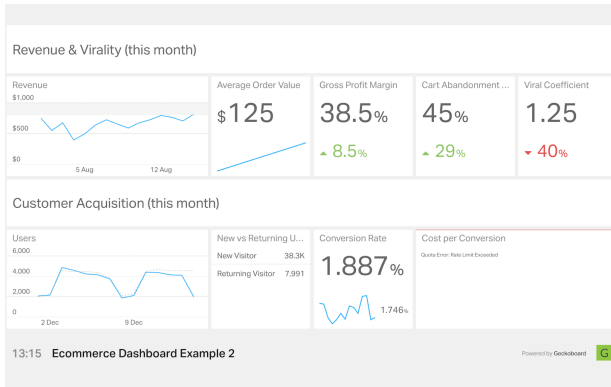 Revenue & Virality (this month)
Revenue
$1,000
$500
$0
5 Aug
12 Aug
Average Order Value
$125
Gross Profit Margin
38.5%
8.5%
Cart Abandonment ...
45%
29%
Viral Coefficient
1.25
40%
Customer Acquisition (this month)
Users
6,000
4,000
2,000
0
2 Dec
9 Dec
New vs Returning U...
New Visitor 38.3K
Returning Visitor 7,991
Conversion Rate
1.887%
1.746%
Cost per Conversion
Quota Error: Rate Limit Exceeded
13:15 Ecommerce Dashboard Example 2
Powered by Geckoboard
G